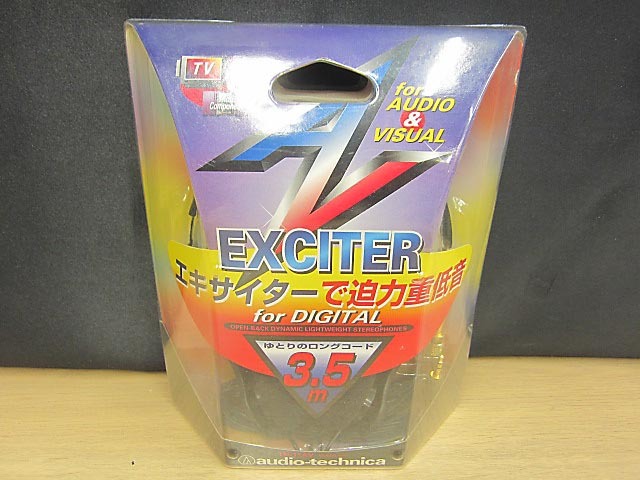 TV
Component
for
AUDIO
&
VISUAL
AV
EXCITER
エキサイターで迫力重低音
for DIGITAL
OPEN-BACK DYNAMIC LIGHTWEIGHT STEREOPHONES
ゆとりのロングコード
3.5
m
audio-technica